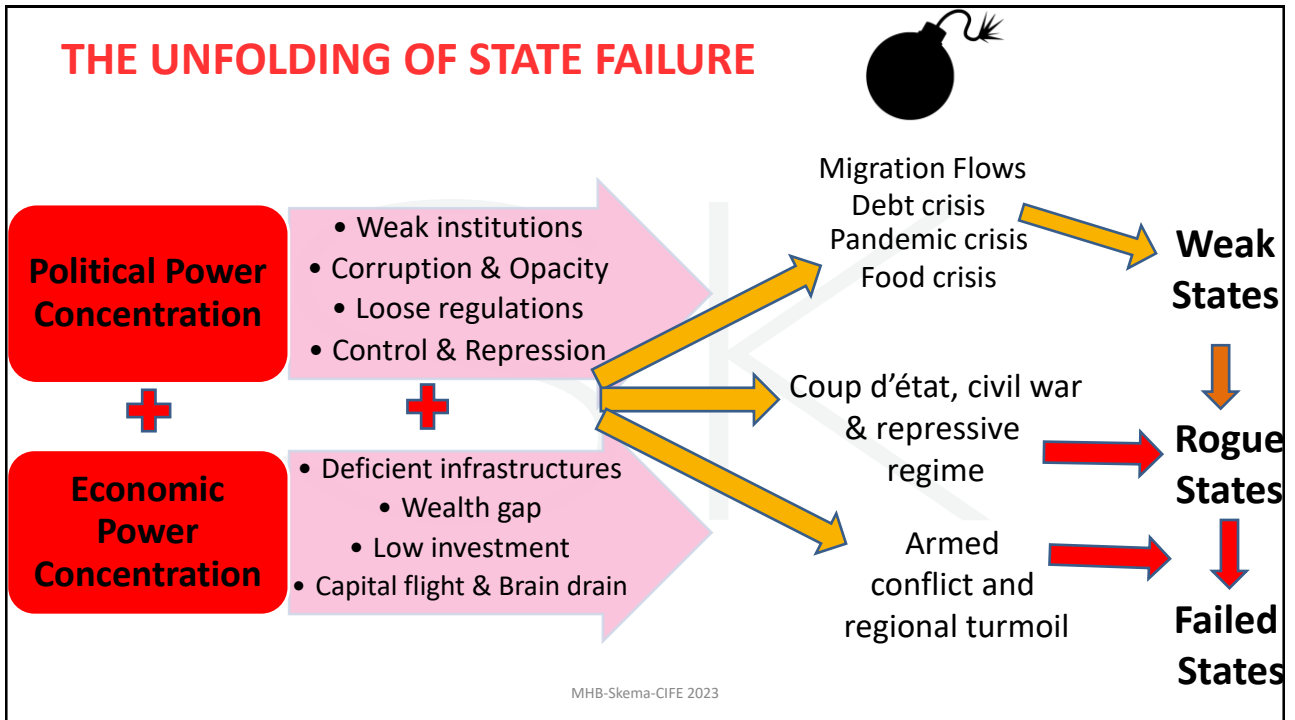 THE UNFOLDING OF STATE FAILURE
Political Power
Concentration
• Weak institutions
• Corruption & Opacity
• Loose regulations
• Control & Repression
Economic
Power
Concentration
• Deficient infrastructures
• Wealth gap
• Low investment
• Capital flight & Brain drain
Migration Flows
Debt crisis
Pandemic crisis
Food crisis
Coup d’état, civil war
& repressive
regime
Armed
conflict and
regional turmoil
Weak
States
Rogue
States
Failed
States
MHB-Skema-CIFE 2023